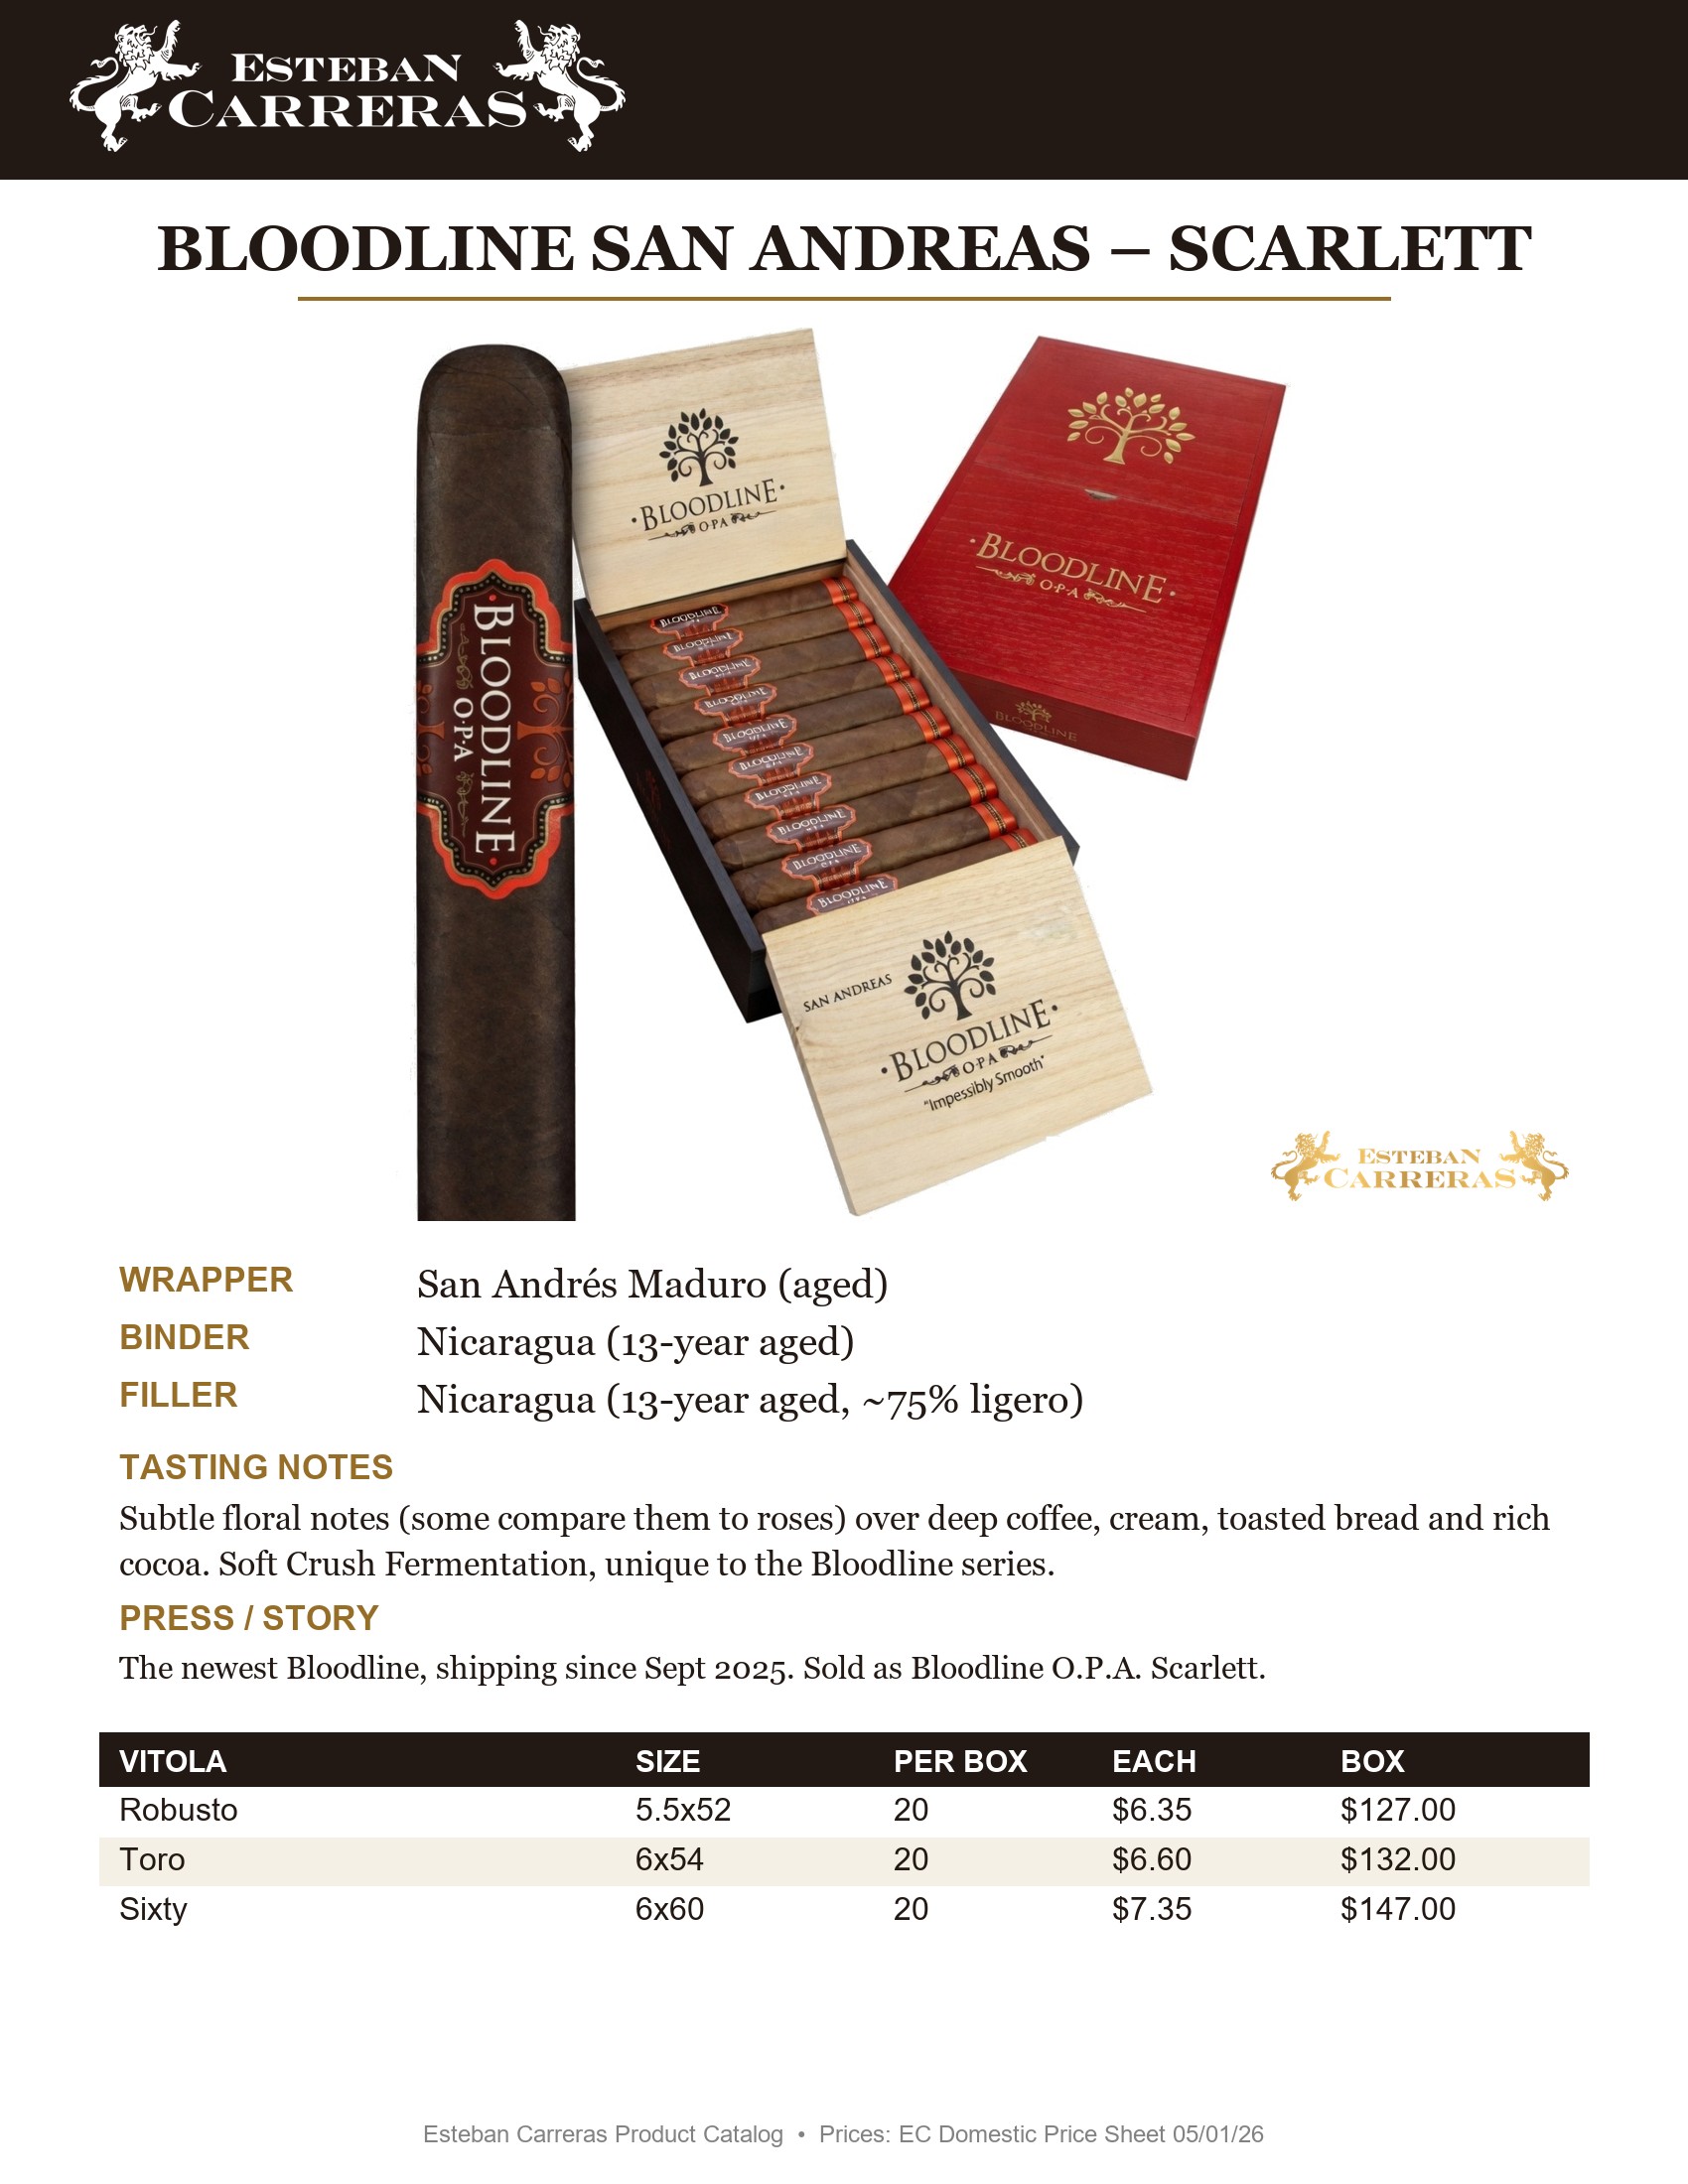 ESTEBAN
CARRERAS
BLOODLINE SAN ANDREAS – SCARLETT
·BLOODLINE·
O·P·A
·BLOODLINE·
O·P·A
·BLOODLINE·
O·P·A
BLOODLINE
BLOODLINE
BLOODLINE
BLOODLINE
BLOODLINE
SAN ANDREAS
·BLOODLINE·
O·P·A
"Impessibly Smooth"
ESTEBAN
CARRERAS
WRAPPER San Andrés Maduro (aged)
BINDER Nicaragua (13-year aged)
FILLER Nicaragua (13-year aged, ~75% ligero)
TASTING NOTES
Subtle floral notes (some compare them to roses) over deep coffee, cream, toasted bread and rich
cocoa. Soft Crush Fermentation, unique to the Bloodline series.
PRESS / STORY
The newest Bloodline, shipping since Sept 2025. Sold as Bloodline O.P.A. Scarlett.
VITOLA SIZE PER BOX EACH BOX
Robusto 5.5x52 20 $6.35 $127.00
Toro 6x54 20 $6.60 $132.00
Sixty 6x60 20 $7.35 $147.00
Esteban Carreras Product Catalog • Prices: EC Domestic Price Sheet 05/01/26